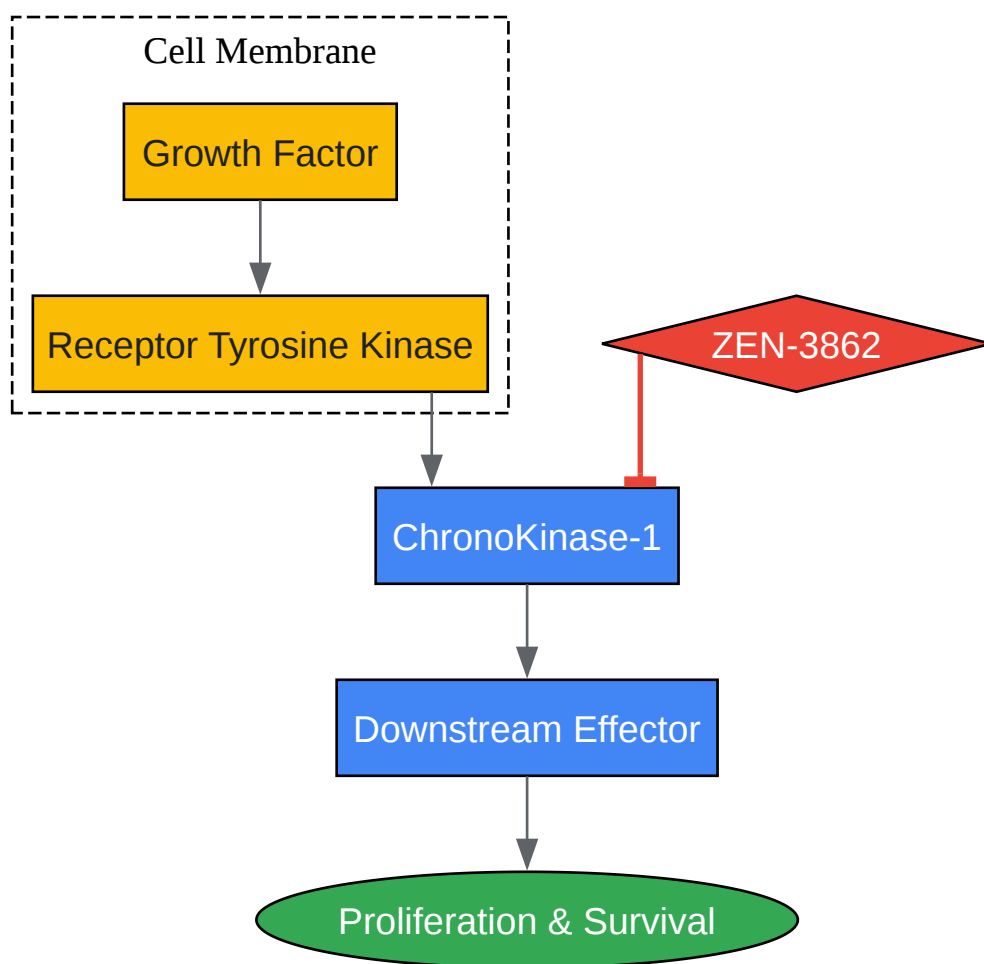 Cell Membrane
Growth Factor
Receptor Tyrosine Kinase
ZEN-3862
ChronoKinase-1
Downstream Effector
Proliferation & Survival